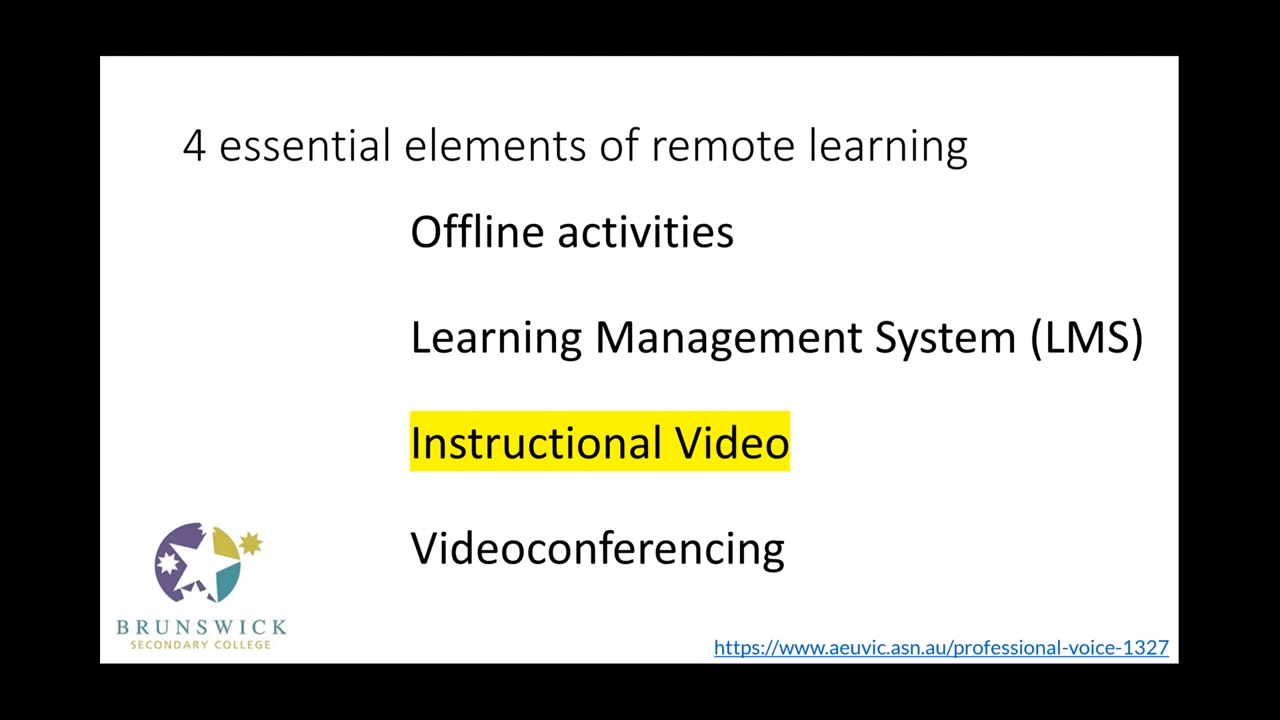 4 essential elements of remote learning
Offline activities
Learning Management System (LMS)
Instructional Video
Videoconferencing
BRUNSWICK
SECONDARY COLLEGE
https://www.aeuvic.asn.au/professional-voice-1327